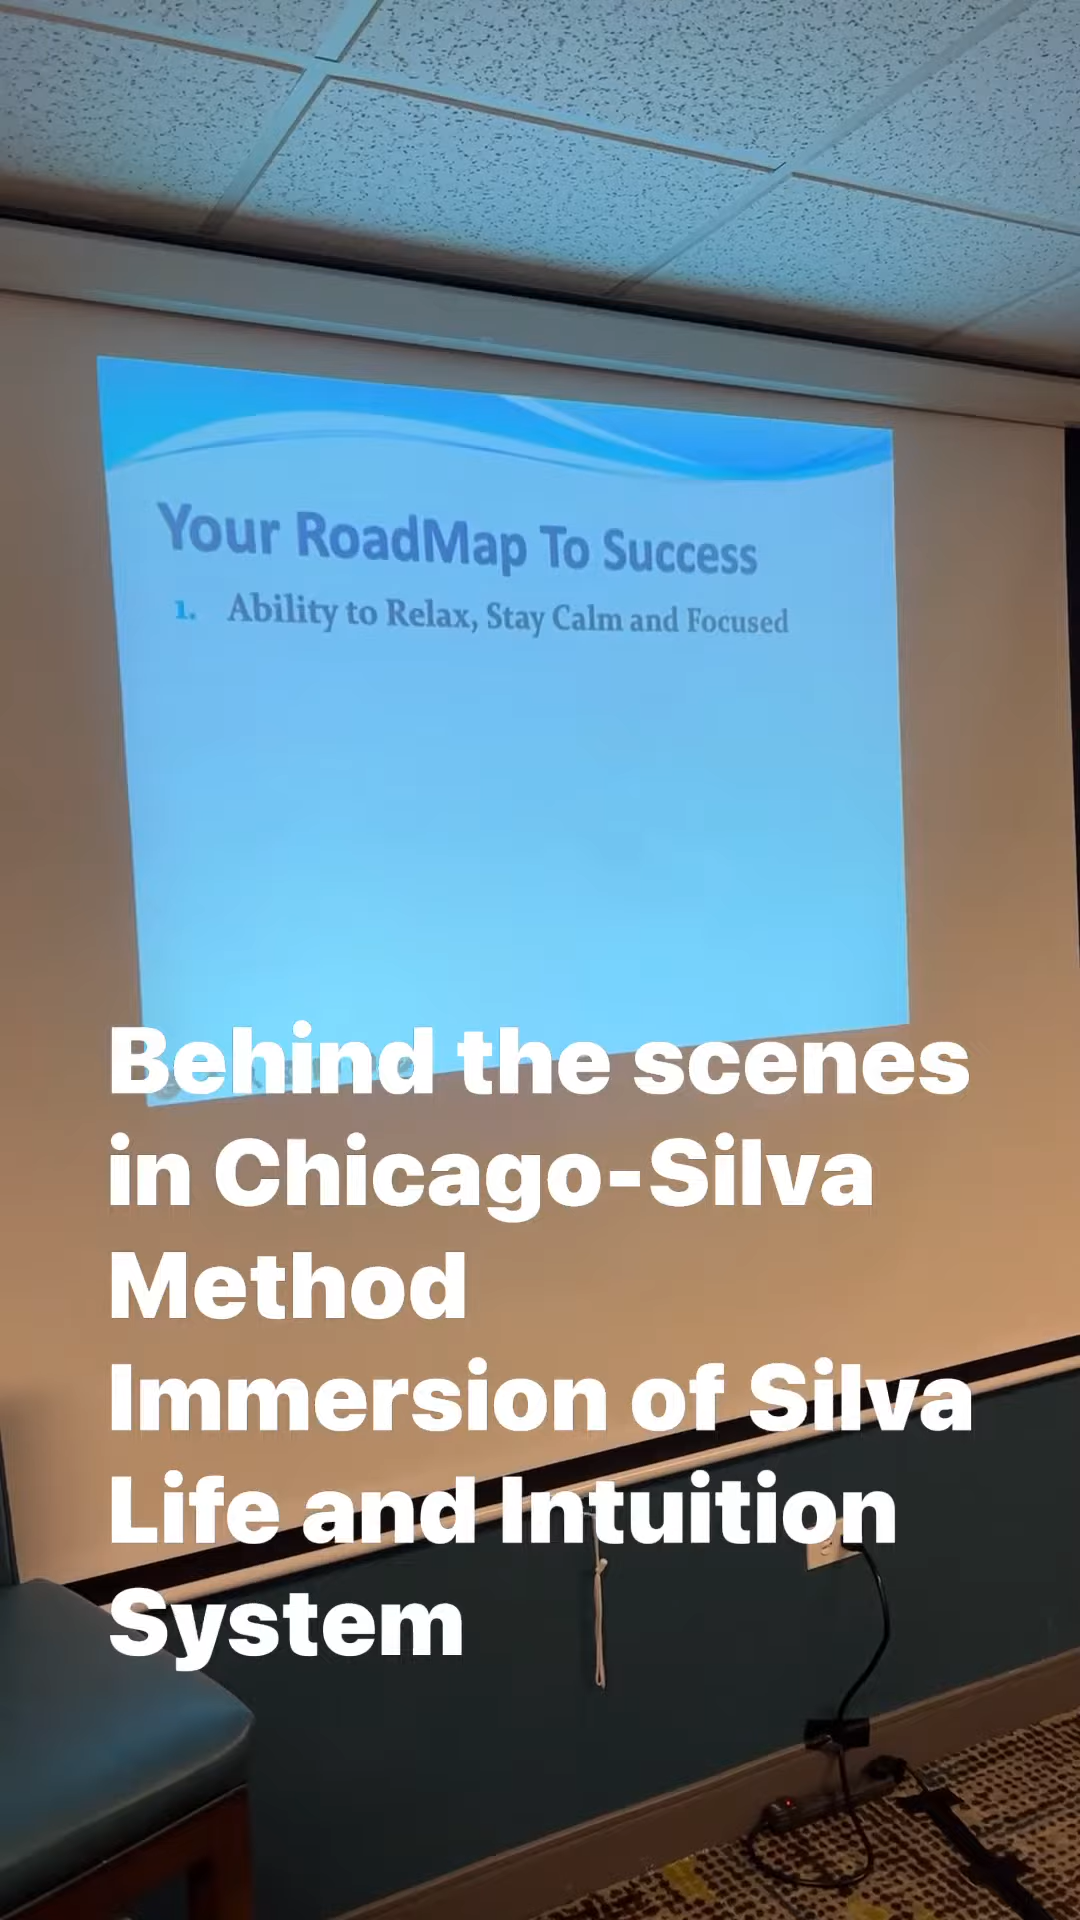 Your RoadMap To Success
1. Ability to Relax, Stay Calm and Focused
Behind the scenes
in Chicago-Silva
Method
Immersion of Silva
Life and Intuition
System